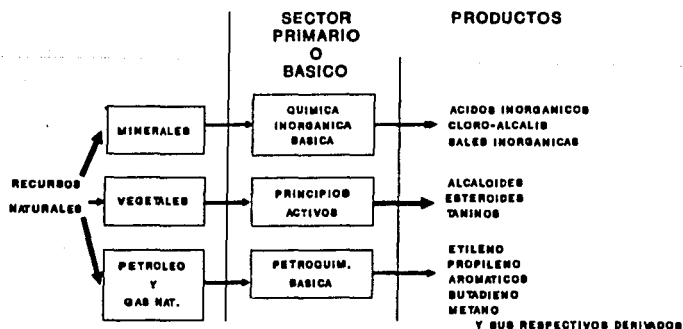 SECTOR
PRIMARIO
O
BASICO
PRODUCTOS
RECURSOS
NATURALES
MINERALES
QUIMICA
INORGANICA
BASICA
ACIDOS INORGANICOS
CLORO-ALCALIS
SALES INORGANICAS
VEGETALES
PRINCIPIOS
ACTIVOS
ALCALOIDES
ESTEROIDES
TANINOS
PETROLEO
Y
GAS NAT.
PETROQUIM.
BASICA
ETILENO
PROPILENO
AROMATICOS
BUTADIENO
METANO
Y SUS RESPECTIVOS DERIVADOS